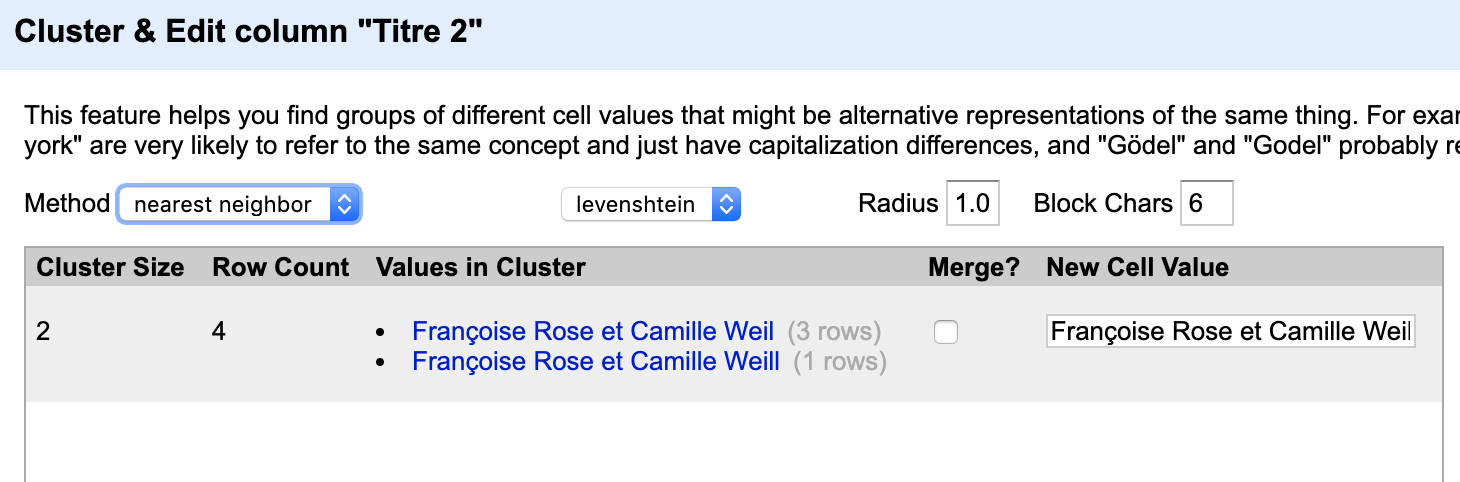 Cluster & Edit column "Titre 2"
This feature helps you find groups of different cell values that might be alternative representations of the same thing. For
york" are very likely to refer to the same concept and just have capitalization differences, and "Gödel" and "Godel" probably
Method nearest neighbor levenshtein Radius 1.0 Block Chars 6
Cluster Size Row Count Values in Cluster Merge? New Cell Value
2 4 • Françoise Rose et Camille Weil (3 rows) Françoise Rose et Camille Weil
• Françoise Rose et Camille Weill (1 rows)